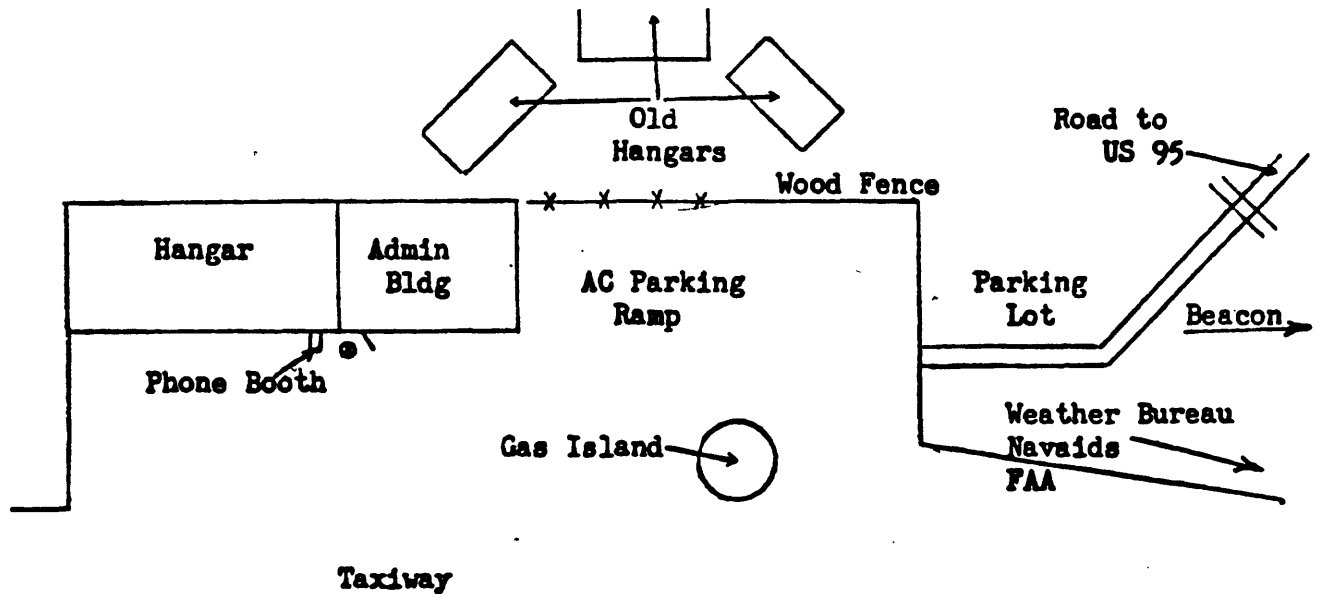 Old
Hangars
Road to
US 95
Wood Fence
Hangar
Admin
Bldg
AC Parking
Ramp
Parking
Lot
Beacon
Phone Booth
Gas Island
Weather Bureau
Navaids
FAA
Taxiway